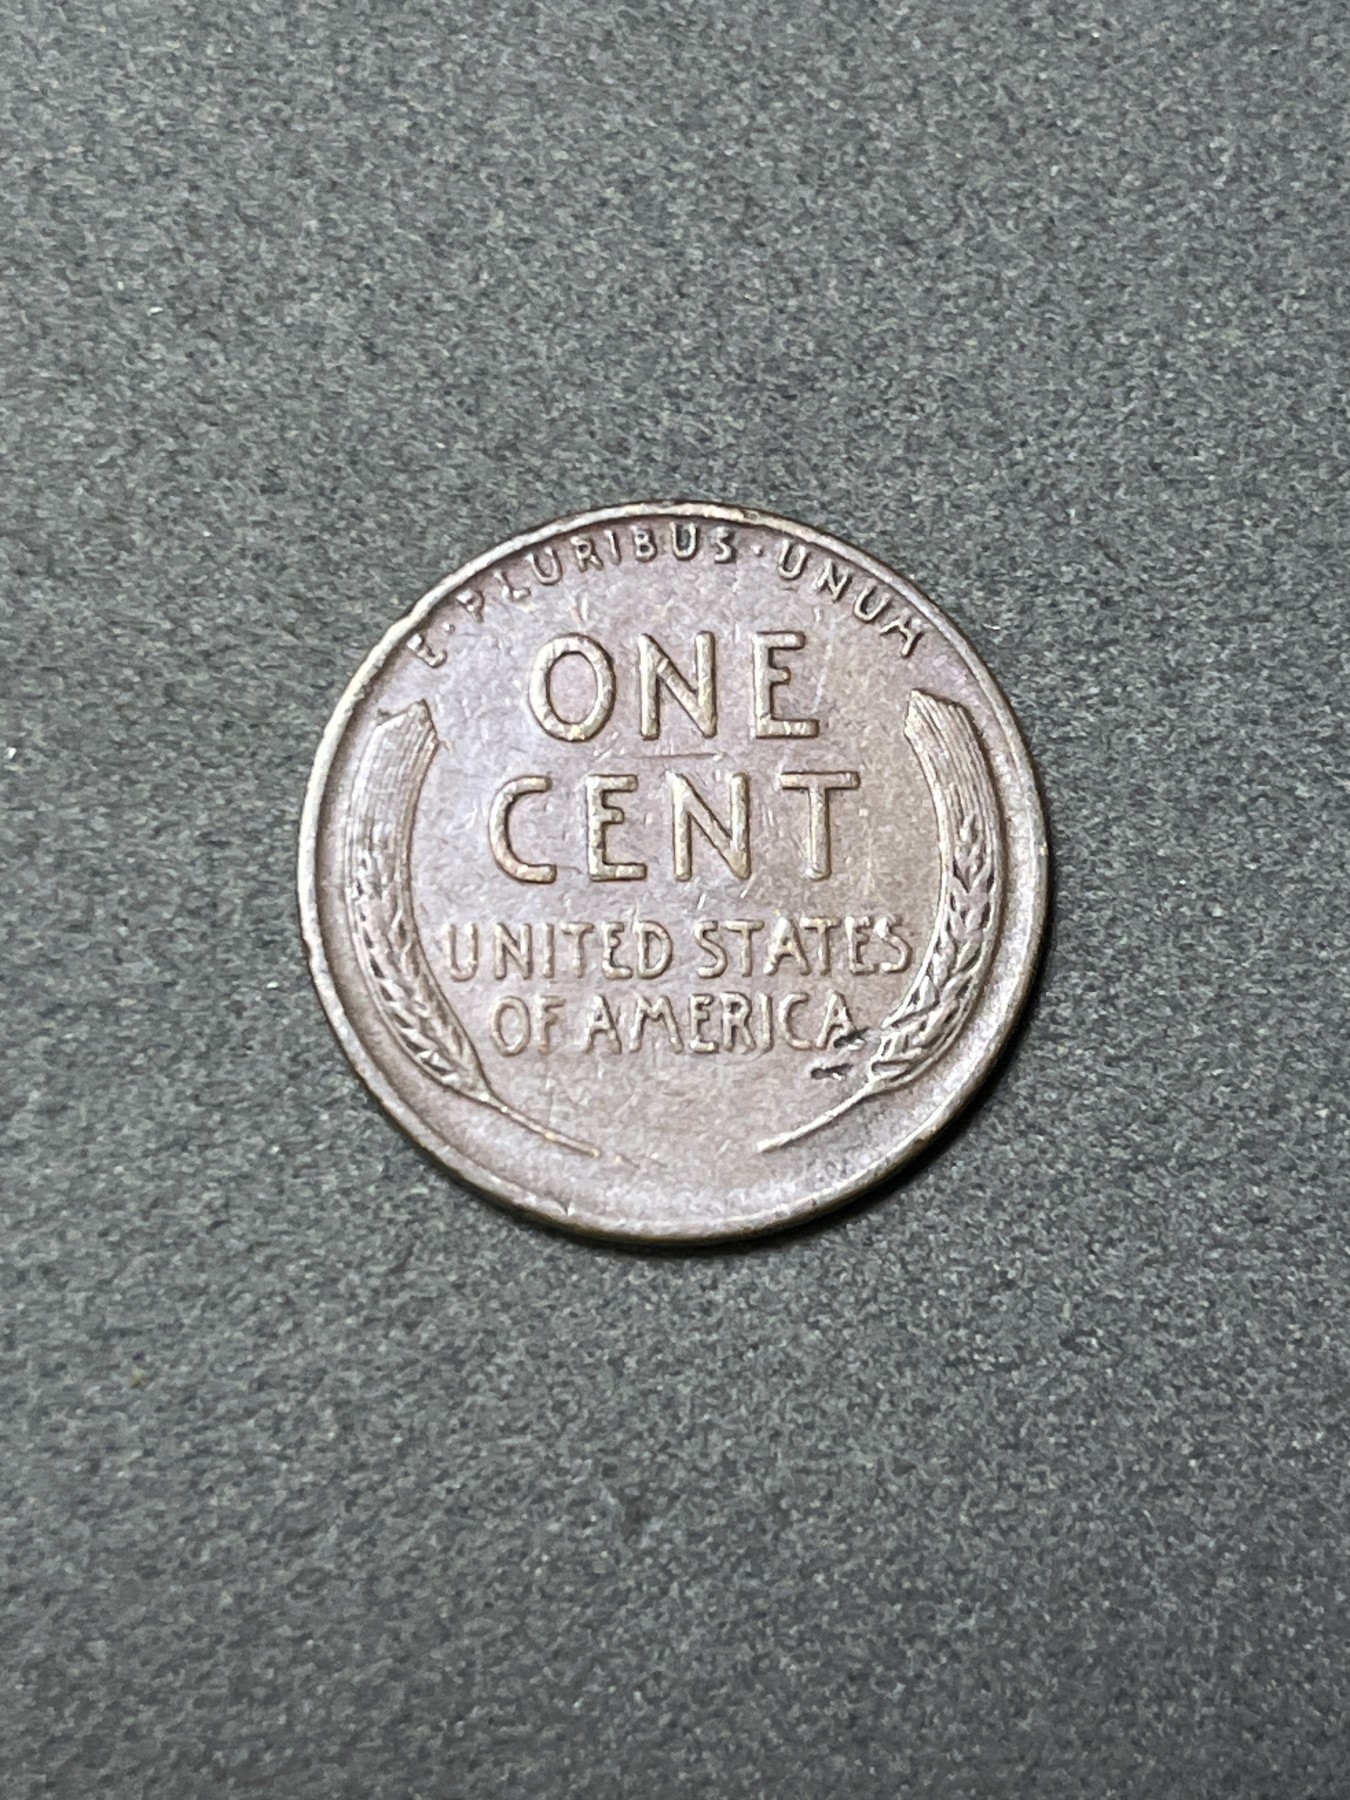 E·PLURIBUS·UNUM
ONE
CENT
UNITED STATES
OF AMERICA